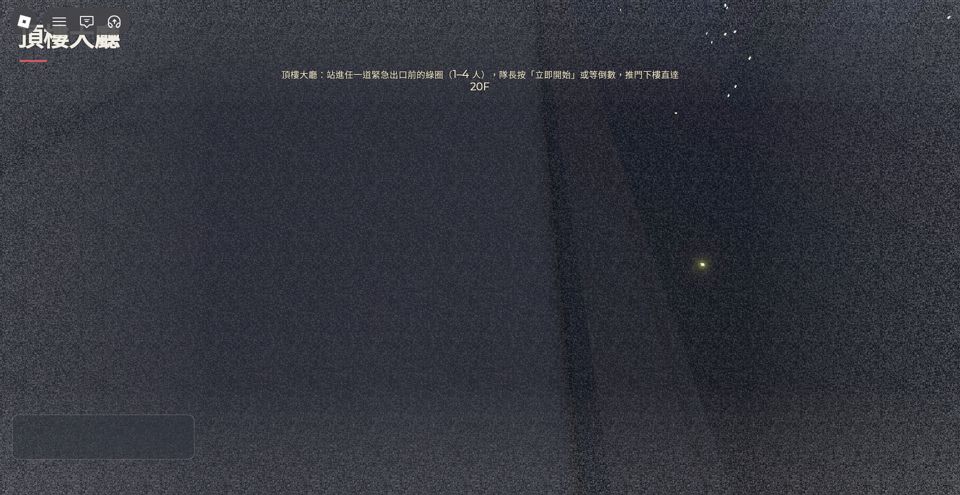 頂樓大廳
頂樓大廳：站進任一道緊急出口前的綠圈（1–4 人），隊長按「立即開始」或等倒數，推門下樓直達
20F